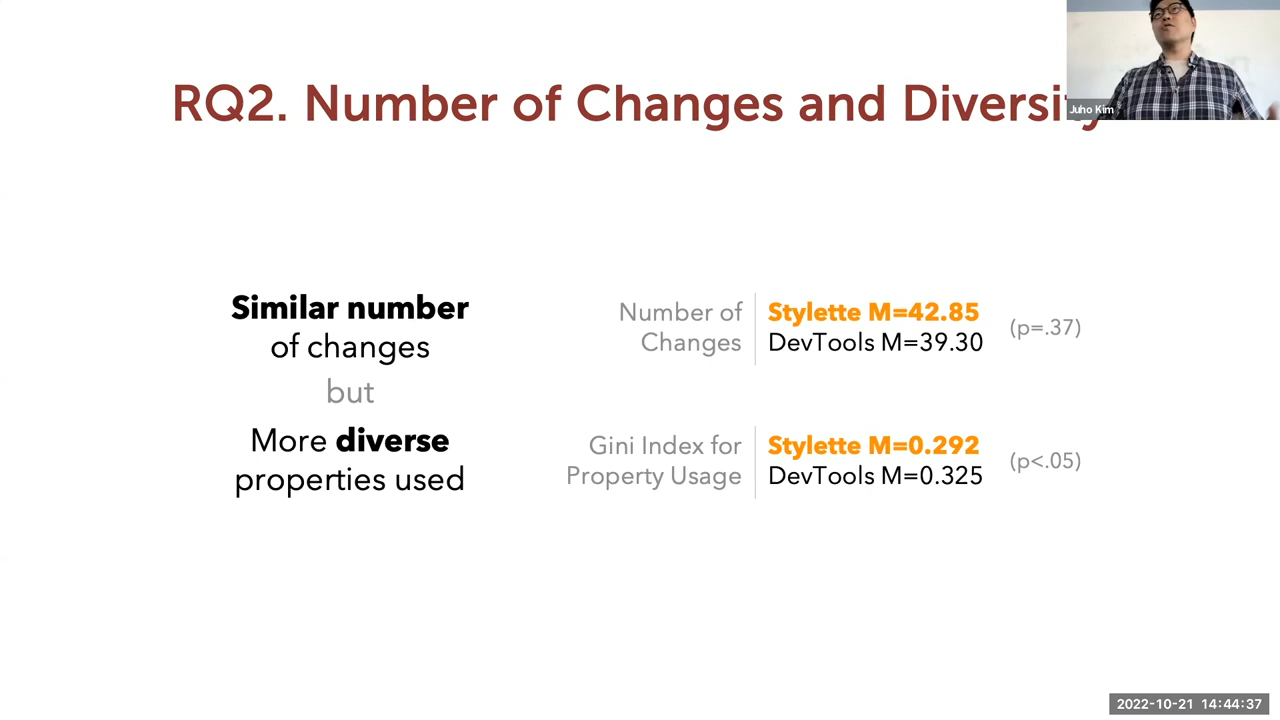 RQ2. Number of Changes and Diversity
Juho Kim
Similar number
of changes
but
More diverse
properties used
Number of
Changes
Stylette M=42.85
DevTools M=39.30
(p=.37)
Gini Index for
Property Usage
Stylette M=0.292
DevTools M=0.325
(p<.05)
2022-10-21 14:44:37